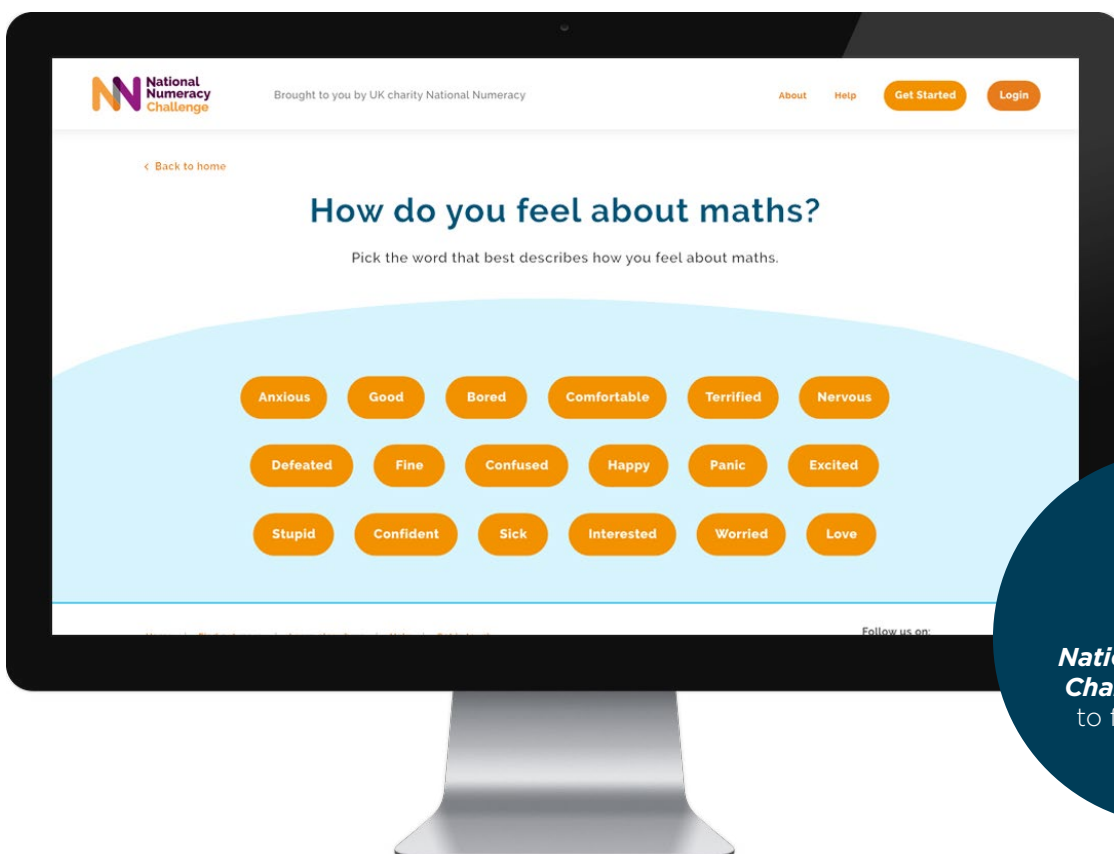 National
Numeracy
Challenge
Brought to you by UK charity National Numeracy
About Help Get Started Login
< Back to home
How do you feel about maths?
Pick the word that best describes how you feel about maths.
Anxious Good Bored Comfortable Terrified Nervous
Defeated Fine Confused Happy Panic Excited
Stupid Confident Sick Interested Worried Love
Follow us on:
Natio
Cha
to f